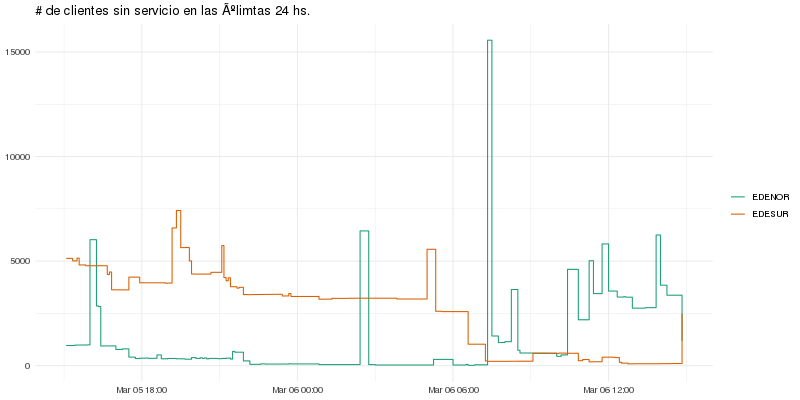 # de clientes sin servicio en las Ãºlimtas 24 hs.
15000
10000
5000
0
Mar 05 18:00
Mar 06 00:00
Mar 06 06:00
Mar 06 12:00
EDENOR
EDESUR